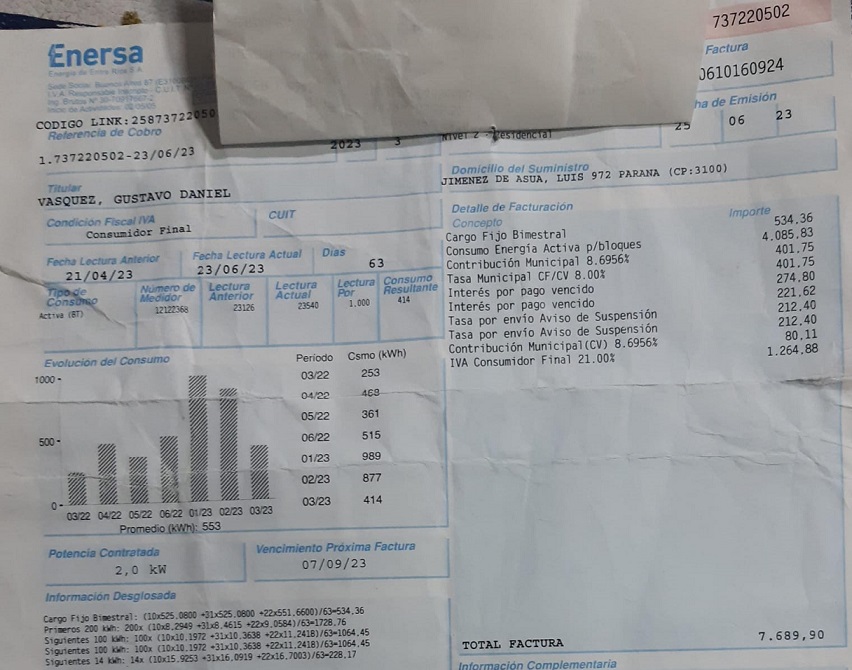 737220502
Enersa
Factura
0610160924
CODIGO LINK:25873722050
Referencia de Cobro
1.737220502-23/06/23
2023 3
Nivel 2 - Residencial
ha de Emisión
25 06 23
Titular
VASQUEZ, GUSTAVO DANIEL
Domicilio del Suministro
JIMENEZ DE ASUA, LUIS 972 PARANA (CP:3100)
Condición Fiscal IVA
Consumidor Final
CUIT
Fecha Lectura Anterior
21/04/23
Fecha Lectura Actual
23/06/23
Días
63
Tipo de Consumo Número de Medidor Lectura Anterior Lectura Actual Lectura Por Consumo Resultante
Activa (BT) 12122368 23126 23540 1.000 414
Detalle de Facturación
Concepto Importe
Cargo Fijo Bimestral 534,36
Consumo Energia Activa p/bloques 4.085,83
Contribución Municipal 8.6956% 401,75
Tasa Municipal CF/CV 8.00% 401,75
Interés por pago vencido 274,80
Interés por pago vencido 221,62
Tasa por envío Aviso de Suspensión 212,40
Tasa por envío Aviso de Suspensión 212,40
Contribución Municipal(CV) 8.6956% 80,11
IVA Consumidor Final 21.00% 1.264,88
Evolución del Consumo
1000
500
0
03/22 04/22 05/22 06/22 01/23 02/23 03/23
Promedio (kWh): 553
Período Csmo (kWh)
03/22 253
04/22 468
05/22 361
06/22 515
01/23 989
02/23 877
03/23 414
Potencia Contratada
2,0 kW
Vencimiento Próxima Factura
07/09/23
Información Desglosada
Cargo Fijo Bimestral: (10x525,0800 +31x525,0800 +22x551,6600)/63=534,36
Primeros 200 kWh: 200x (10x8,2949 +31x8,4615 +22x9,0584)/63=1728,76
Siguientes 100 kWh: 100x (10x10,1972 +31x10,3638 +22x11,2418)/63=1064,45
Siguientes 100 kWh: 100x (10x10,1972 +31x10,3638 +22x11,2418)/63=1064,45
Siguientes 14 kWh: 14x (10x15,9253 +31x16,0919 +22x16,7003)/63=228,17
TOTAL FACTURA 7.689,90
Información Complementaria